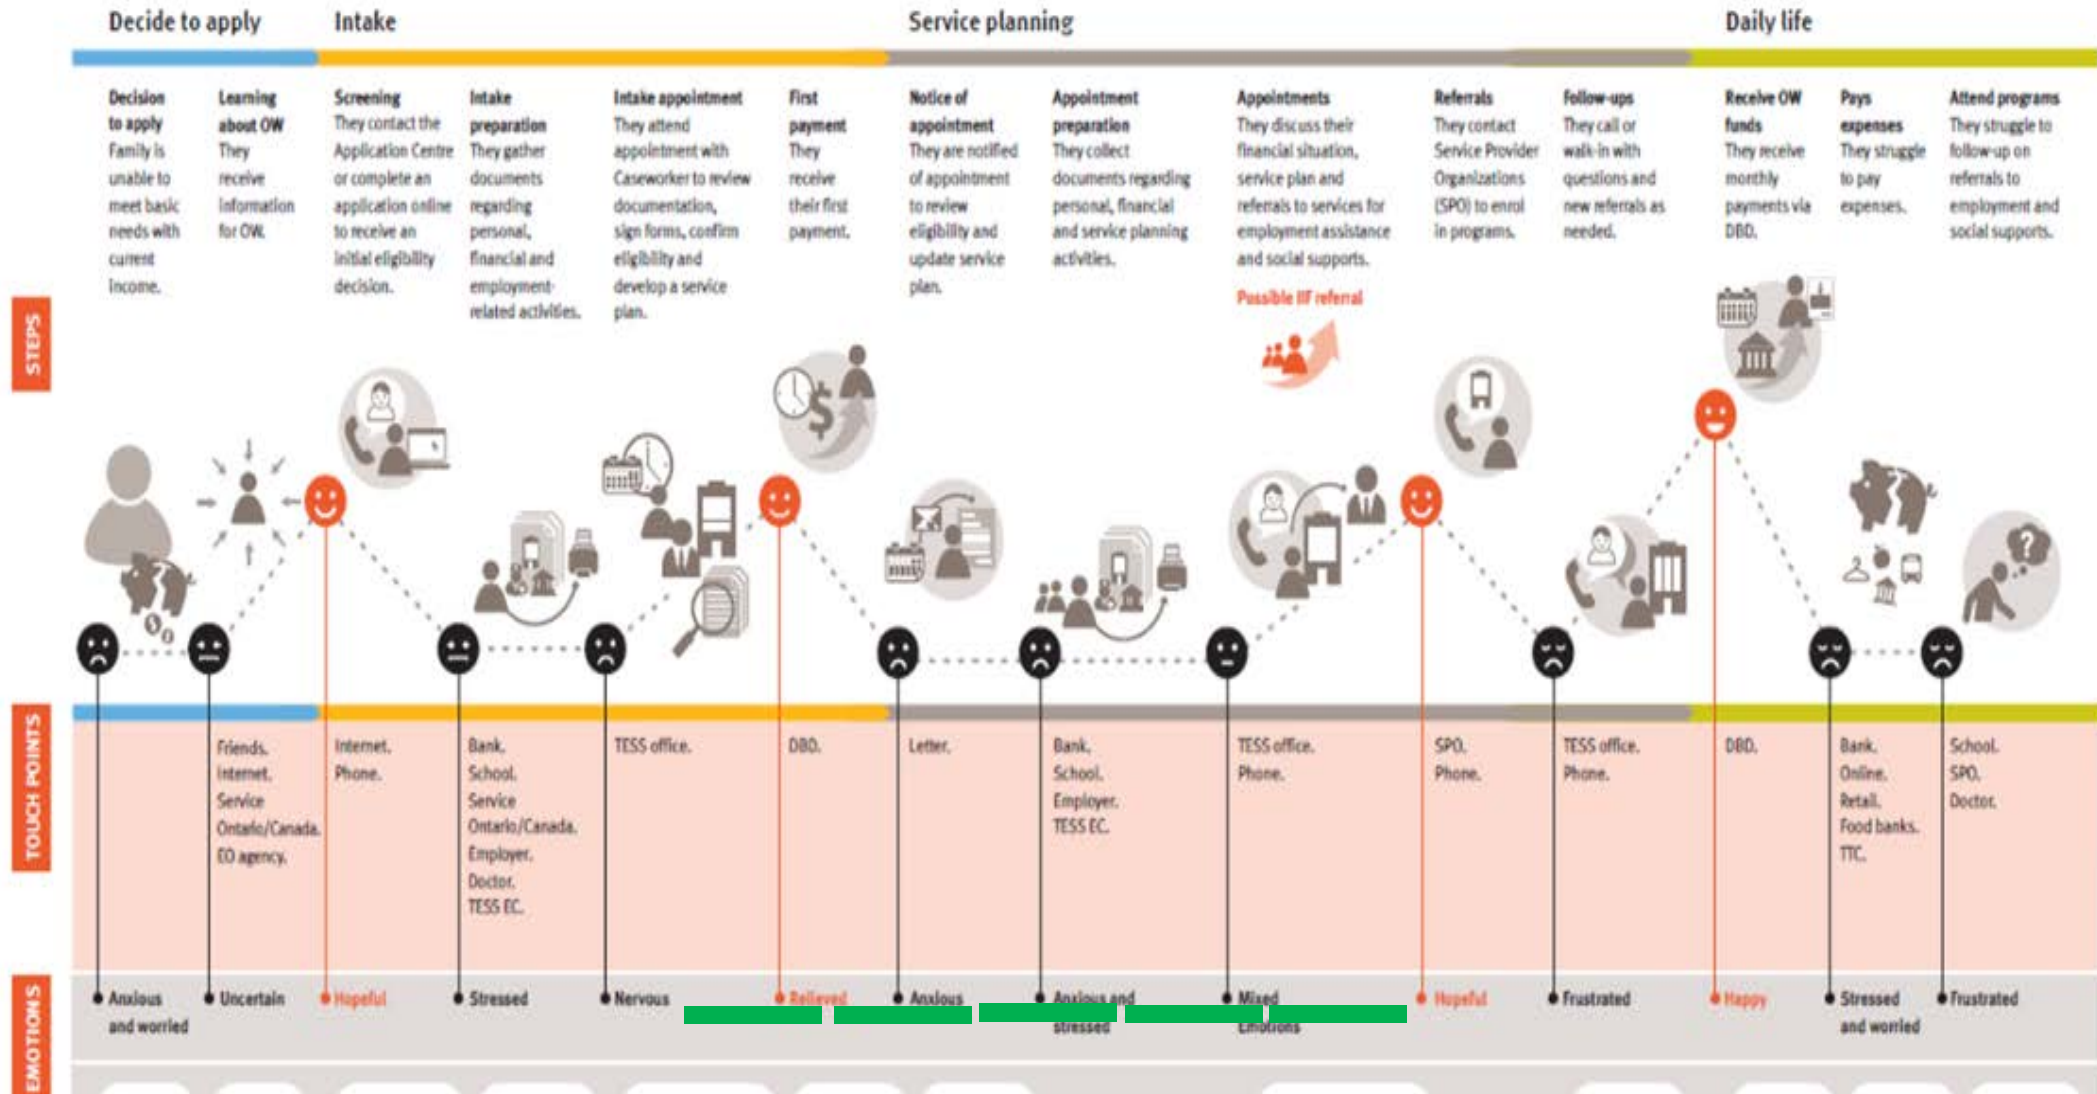 Decide to apply
Intake
Service planning
Daily life
Decision
to apply
Family is
unable to
meet basic
needs with
current
income.
Learning
about OW
They
receive
information
for OW.
Screening
They contact the
Application Centre
or complete an
application online
to receive an
initial eligibility
decision.
Intake
preparation
They gather
documents
regarding
personal,
financial and
employment-
related activities.
Intake appointment
They attend
appointment with
Caseworker to review
documentation,
sign forms, confirm
eligibility and
develop a service
plan.
First
payment
They
receive
their first
payment.
Notice of
appointment
They are notified
of appointment
to review
eligibility and
update service
plan.
Appointment
preparation
They collect
documents regarding
personal, financial
and service planning
activities.
Appointments
They discuss their
financial situation,
service plan and
referrals to services for
employment assistance
and social supports.
Possible IIF referral
Referrals
They contact
Service Provider
Organizations
(SPO) to enrol
in programs.
Follow-ups
They call or
walk-in with
questions and
new referrals as
needed.
Receive OW
funds
They receive
monthly
payments via
DBD.
Pays
expenses
They struggle
to pay
expenses.
Attend programs
They struggle to
follow-up on
referrals to
employment and
social supports.
STEPS
TOUCH POINTS
Friends.
Internet.
Service
Ontario/Canada.
EO agency.
Internet.
Phone.
Bank.
School.
Service
Ontario/Canada.
Employer.
Doctor.
TESS EC.
TESS office.
DBD.
Letter.
Bank.
School.
Employer.
TESS EC.
TESS office.
Phone.
SPO.
Phone.
TESS office.
Phone.
DBD.
Bank.
Online.
Retail.
Food banks.
TTC.
School.
SPO.
Doctor.
EMOTIONS
Anxious
and worried
Uncertain
Hopeful
Stressed
Nervous
Relieved
Anxious
Anxious and
stressed
Mixed
Emotions
Hopeful
Frustrated
Happy
Stressed
and worried
Frustrated